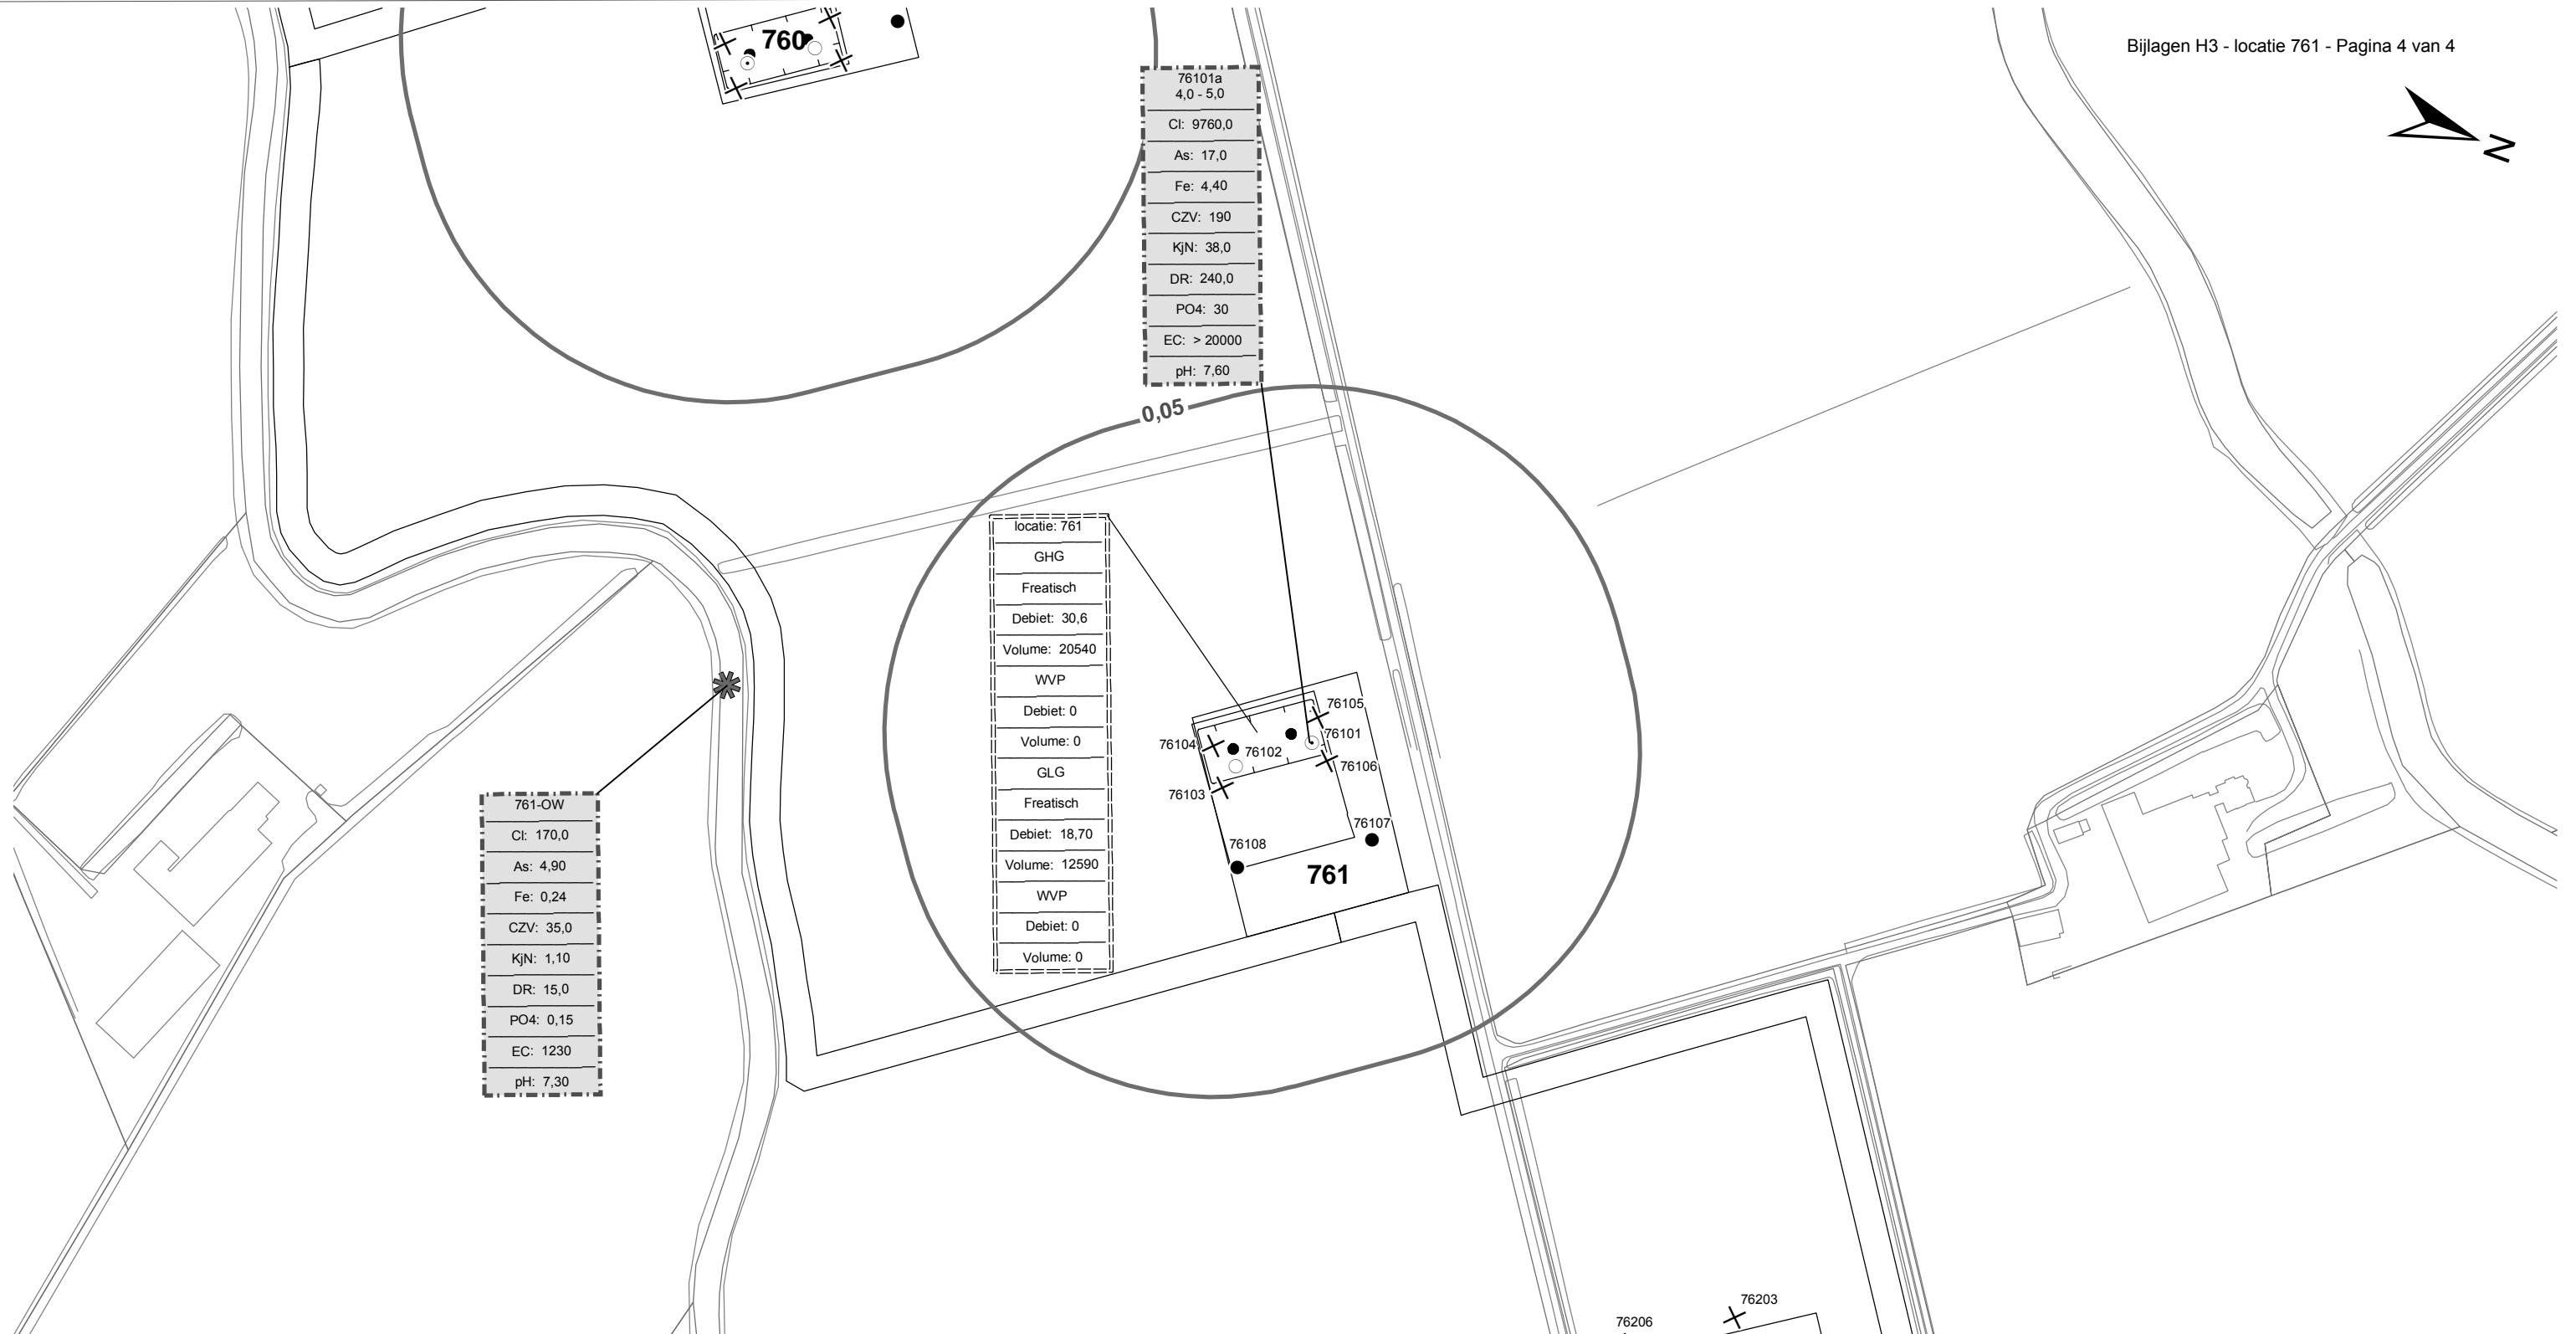 Bijlagen H3 - locatie 761 - Pagina 4 van 4
N
760
76101a
4,0 - 5,0
Cl: 9760,0
As: 17,0
Fe: 4,40
CZV: 190
KjN: 38,0
DR: 240,0
PO4: 30
EC: > 20000
pH: 7,60
0,05
locatie: 761
GHG
Freatisch
Debiet: 30,6
Volume: 20540
WVP
Debiet: 0
Volume: 0
GLG
Freatisch
Debiet: 18,70
Volume: 12590
WVP
Debiet: 0
Volume: 0
76105
76101
76104
76102
76106
76103
76107
76108
761
761-OW
Cl: 170,0
As: 4,90
Fe: 0,24
CZV: 35,0
KjN: 1,10
DR: 15,0
PO4: 0,15
EC: 1230
pH: 7,30
76203
76206